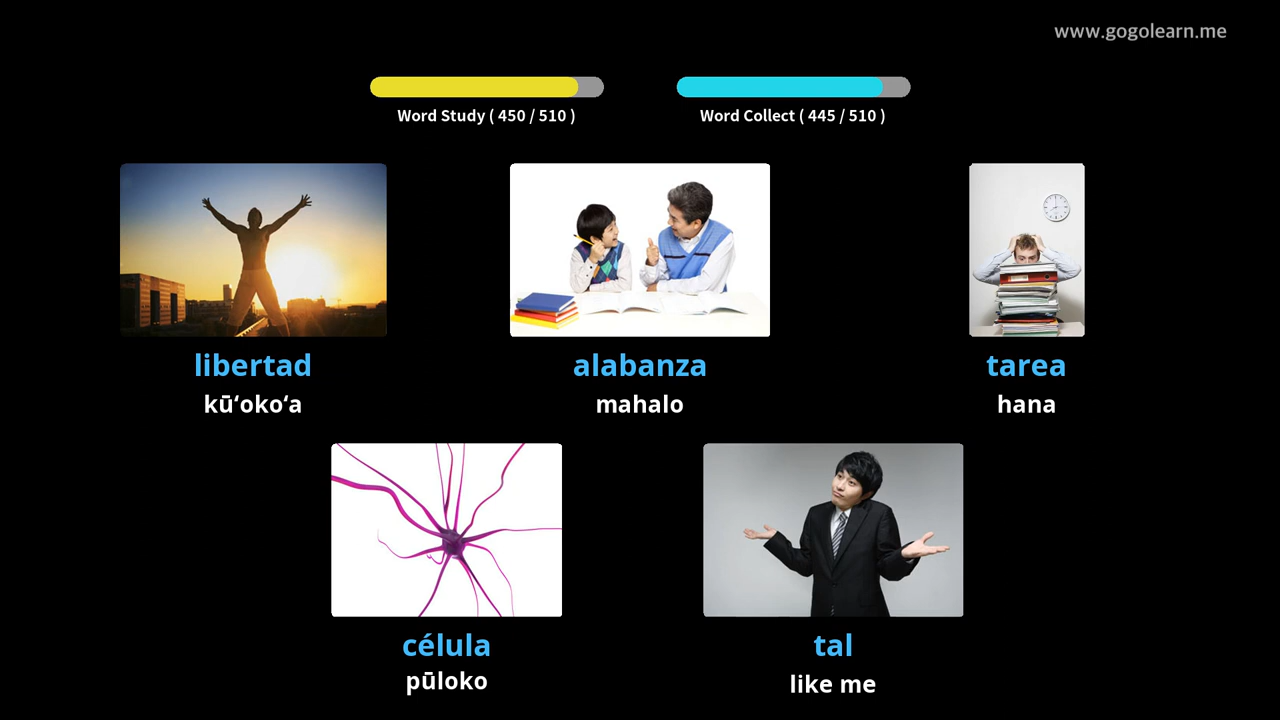 www.gogolearn.me
Word Study ( 450 / 510 )
Word Collect ( 445 / 510 )
libertad
kūʻokoʻa
alabanza
mahalo
tarea
hana
célula
pūloko
tal
like me